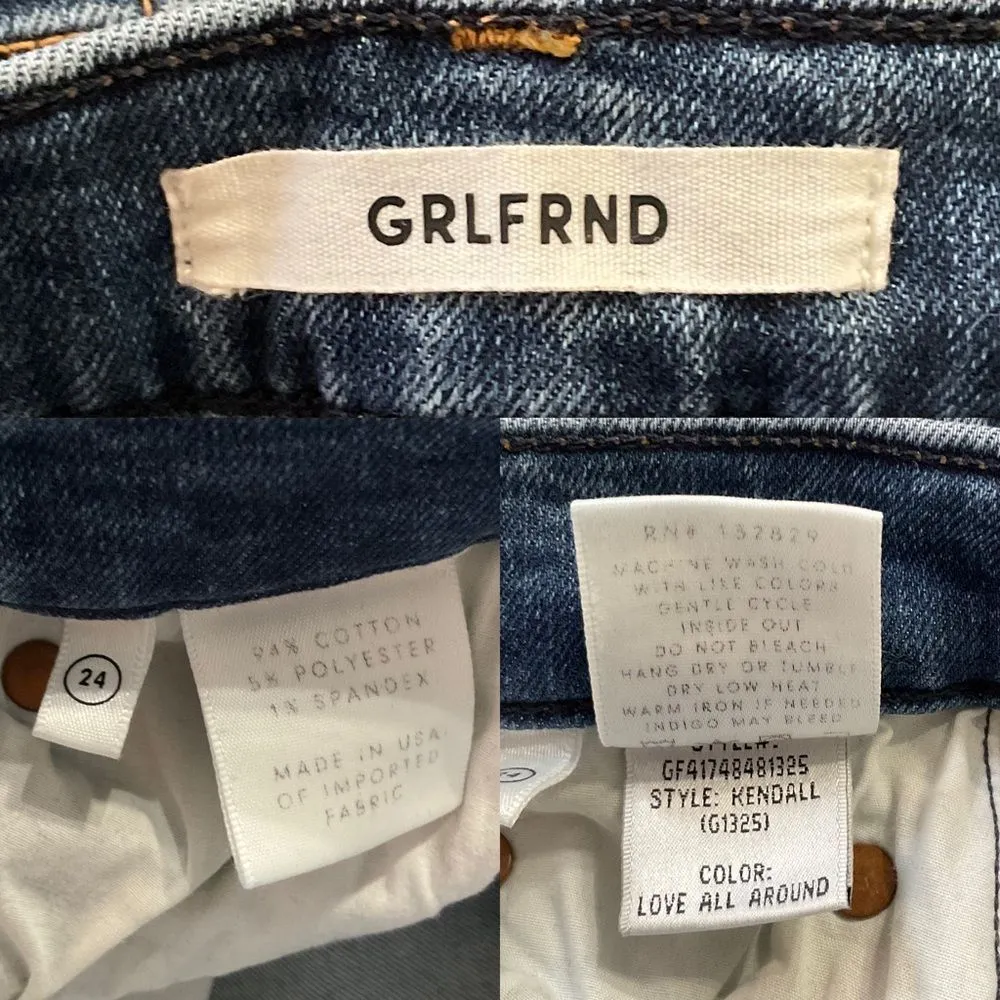 GRLFRND
24
94% COTTON
5% POLYESTER
1% SPANDEX
MADE IN USA
OF IMPORTED
FABRIC
RN# 132829
MACHINE WASH COLD
WITH LIKE COLORS
GENTLE CYCLE
INSIDE OUT
DO NOT BLEACH
HANG DRY OR TUMBLE
DRY LOW HEAT
WARM IRON IF NEEDED
INDIGO MAY BLEED
STYLE#:
GF41748481325
STYLE: KENDALL
(G1325)
COLOR:
LOVE ALL AROUND